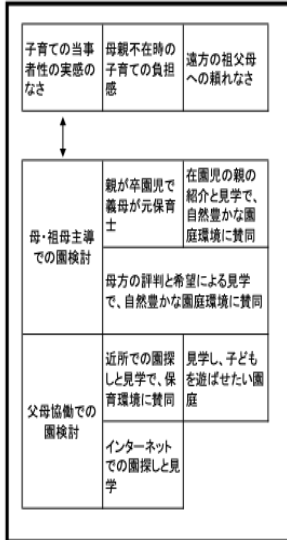 子育ての当事
者性の実感の
なさ
母親不在時の
子育ての負担
感
遠方の祖父母
への頼れなさ
母・祖母主導
での園検討
親が卒園児で
義母が元保育
士
在園児の親の
紹介と見学で、
自然豊かな園
庭環境に賛同
母方の評判と希望による見学
で、自然豊かな園庭環境に賛同
父母協働での
園検討
近所での園探
しと見学で、保
育環境に賛同
見学し、子ども
を遊ばせたい園
庭
インターネット
での園探しと見
学